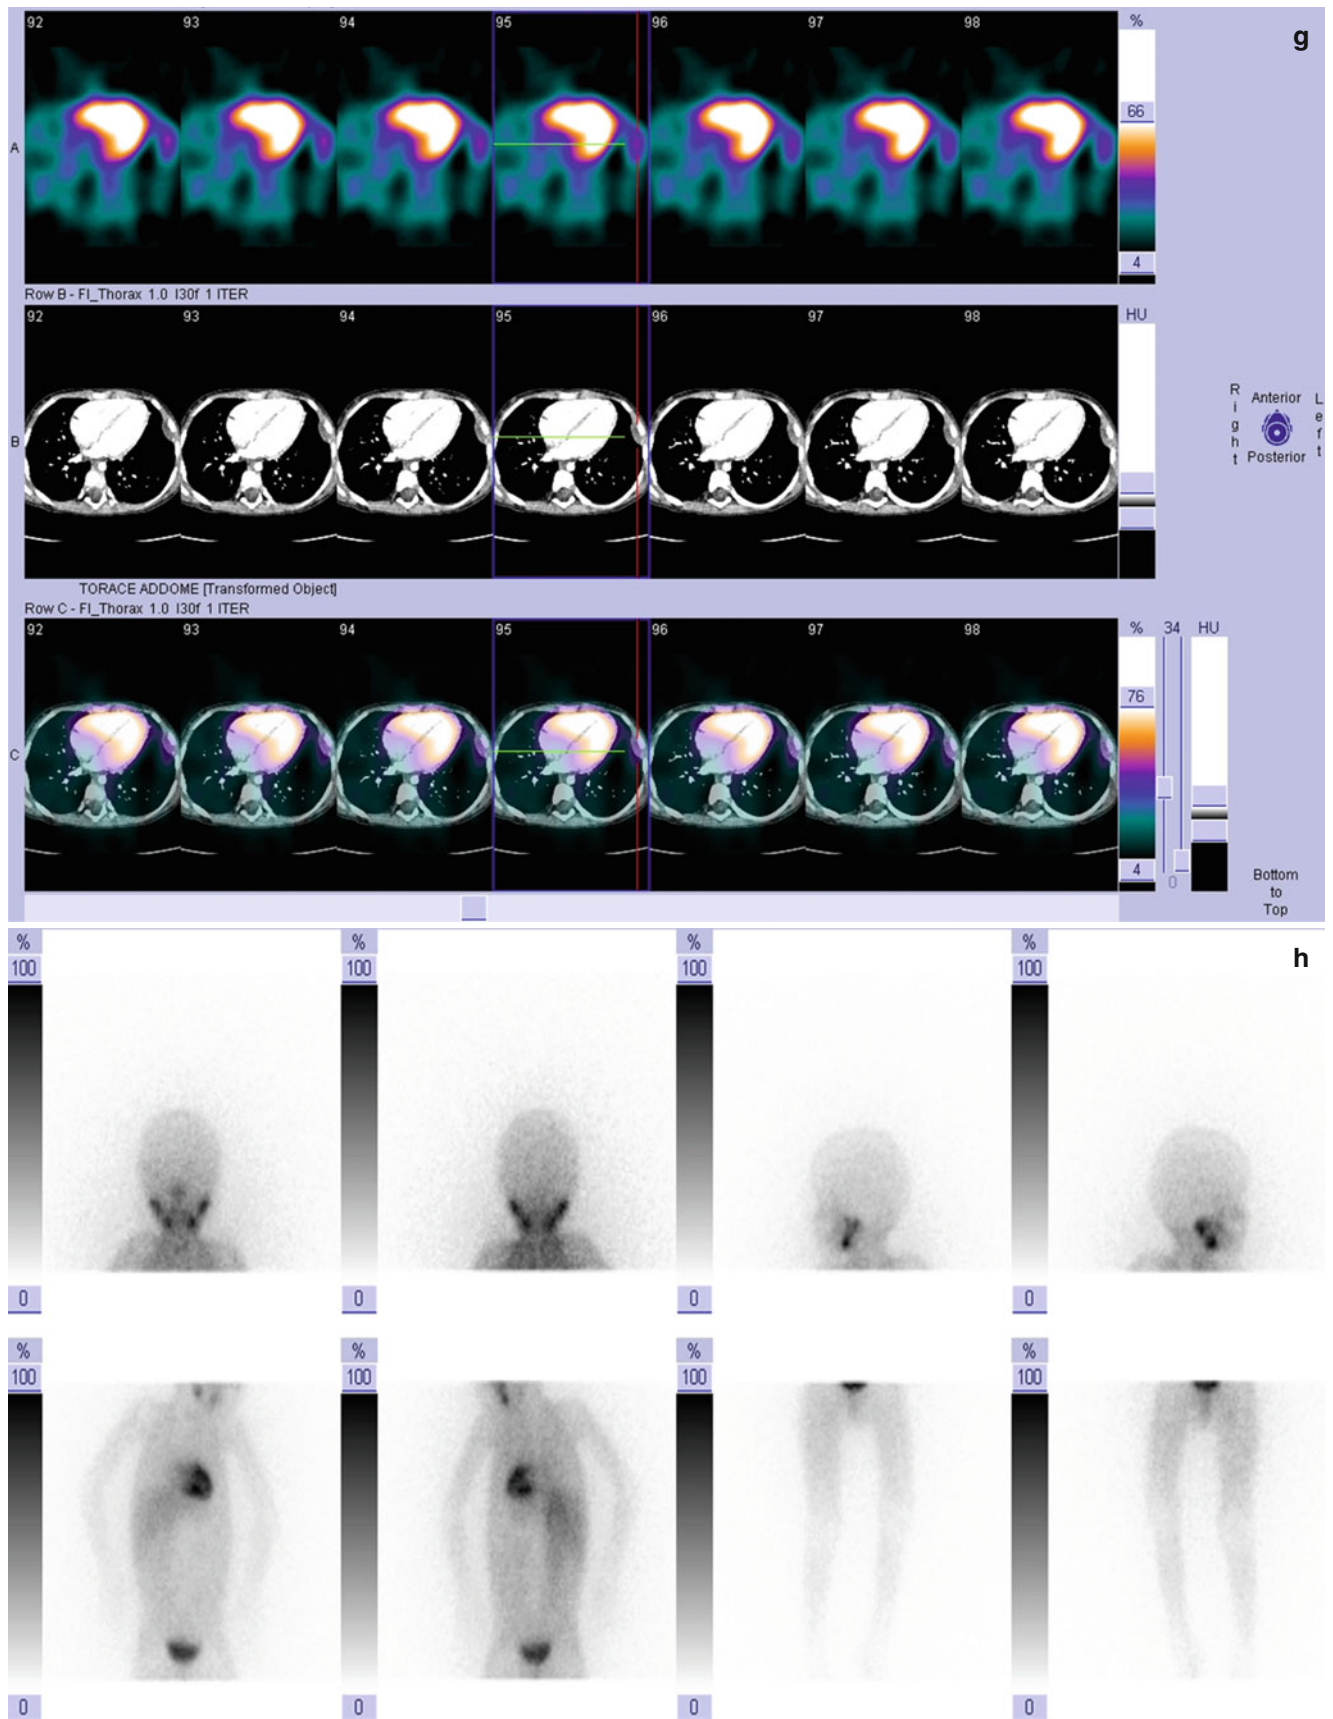 g
92 93 94 95 96 97 98 %
66
A
4
Row B - FI_Thorax 1.0 I30f 1 ITER
92 93 94 95 96 97 98 HU
Right Anterior Left
B
Posterior
TORACE ADDOME [Transformed Object]
Row C - FI_Thorax 1.0 I30f 1 ITER
92 93 94 95 96 97 98 % 34 HU
76
C
4
0
Bottom
to
Top
h
% % % %
100 100 100 100
0 0 0 0
% % % %
100 100 100 100
0 0 0 0